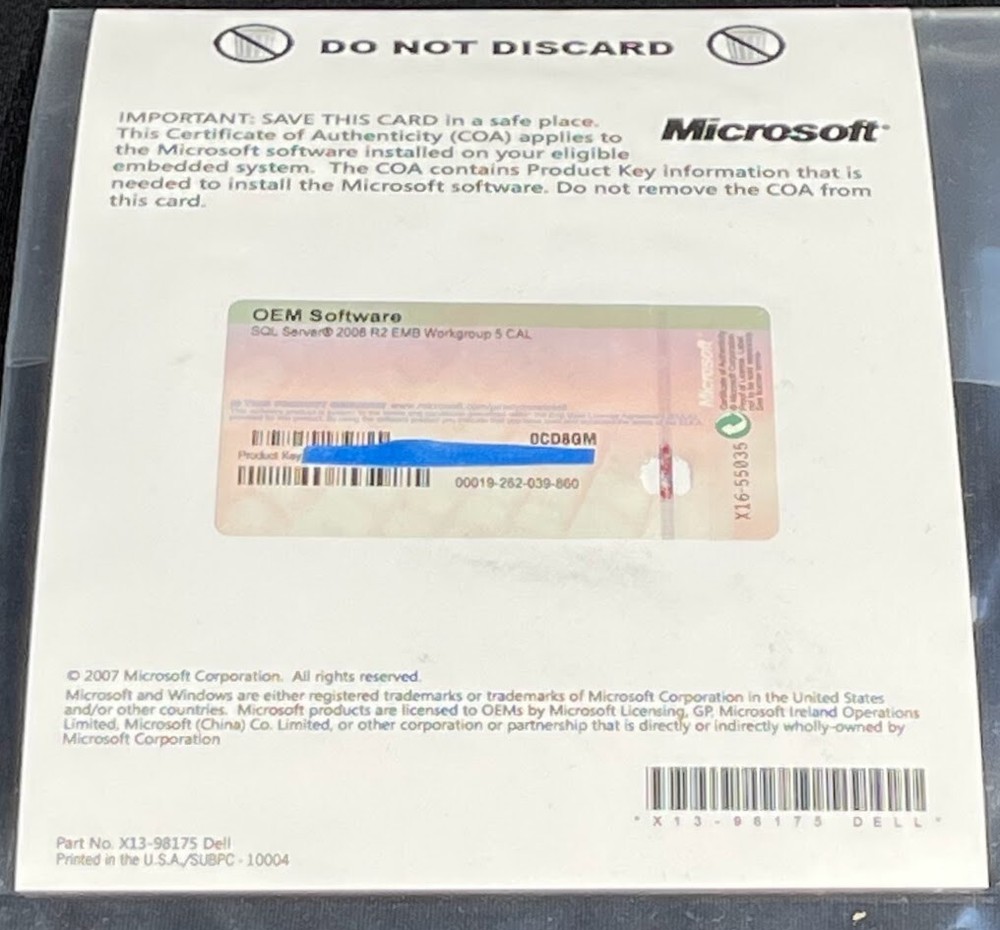 DO NOT DISCARD
IMPORTANT: SAVE THIS CARD in a safe place.
This Certificate of Authenticity (COA) applies to
the Microsoft software installed on your eligible
embedded system. The COA contains Product Key information that is
needed to install the Microsoft software. Do not remove the COA from
this card.
Microsoft
OEM Software
SQL Server® 2008 R2 EMB Workgroup 5 CAL
0CD8GM
Product Key
00019-262-039-860
Microsoft
Certificate of Authenticity
X16-55035
© 2007 Microsoft Corporation. All rights reserved.
Microsoft and Windows are either registered trademarks or trademarks of Microsoft Corporation in the United States
and/or other countries. Microsoft products are licensed to OEMs by Microsoft Licensing, GP, Microsoft Ireland Operations
Limited, Microsoft (China) Co. Limited, or other corporation or partnership that is directly or indirectly wholly-owned by
Microsoft Corporation
*X13-98175 DELL*
Part No. X13-98175 Dell
Printed in the U.S.A./SUBPC - 10004